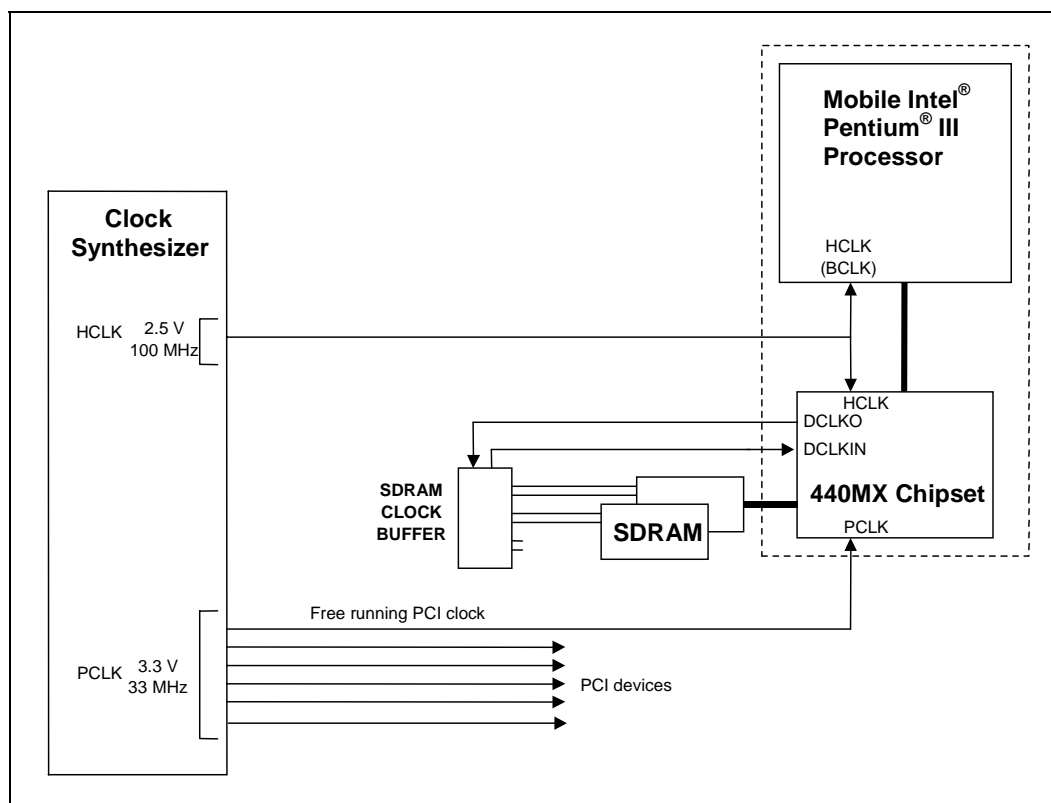 Mobile Intel®
Pentium® III
Processor
HCLK
(BCLK)
Clock
Synthesizer
HCLK 2.5 V
100 MHz
HCLK
DCLKO
DCLKIN
440MX Chipset
PCLK
SDRAM
CLOCK
BUFFER
SDRAM
Free running PCI clock
PCLK 3.3 V
33 MHz
PCI devices